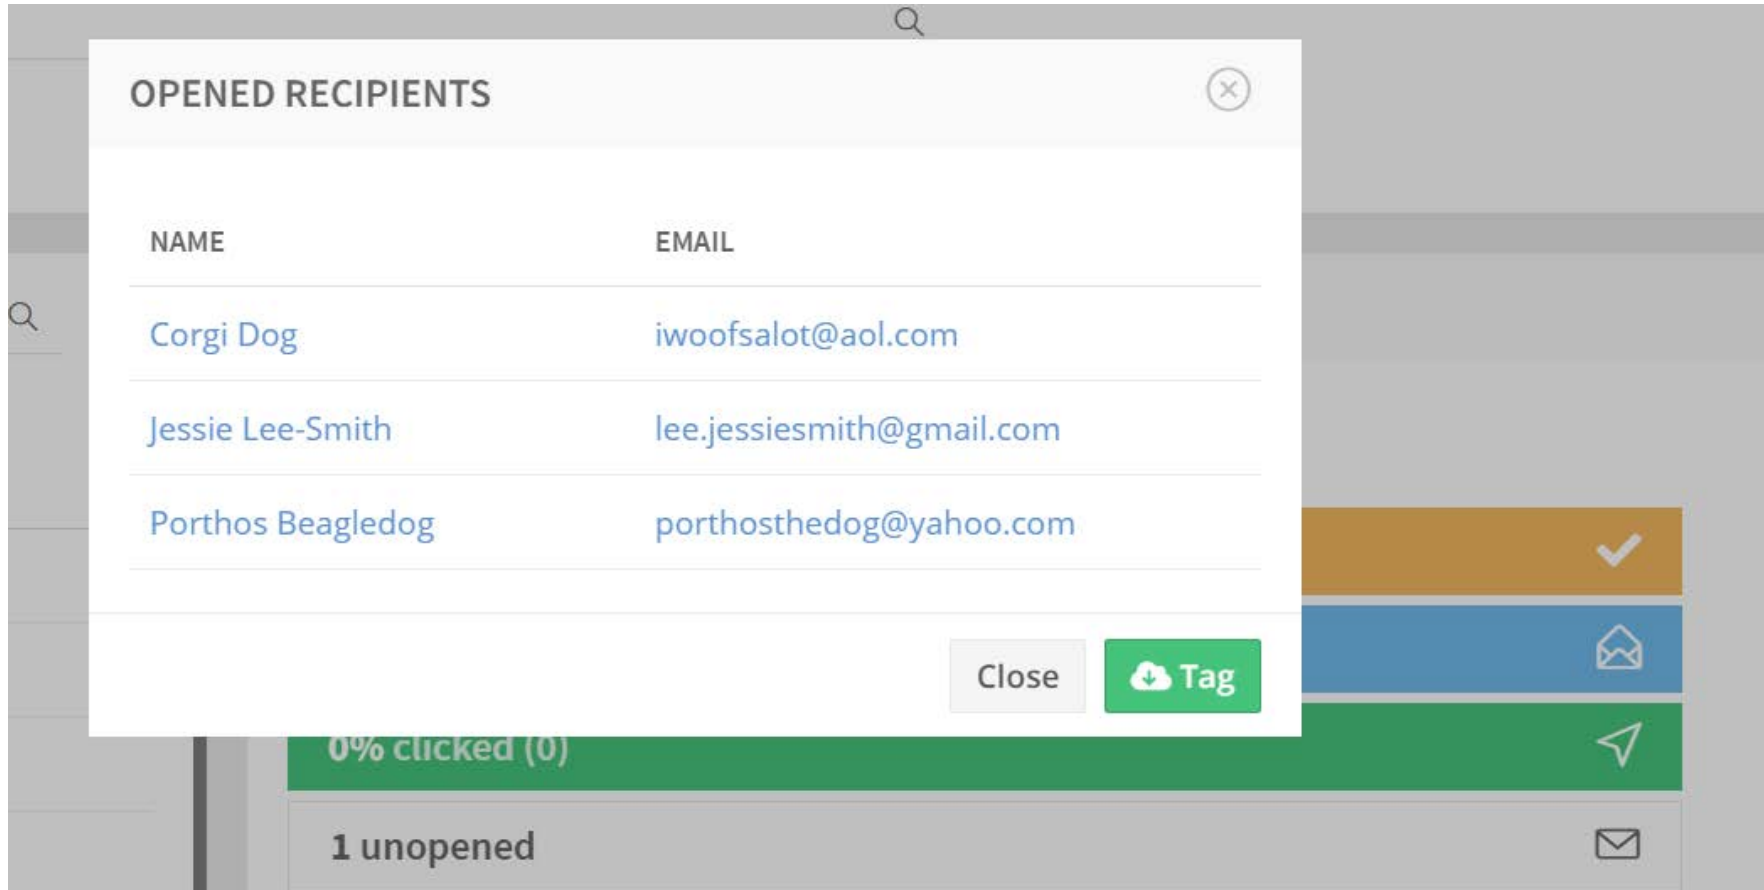 OPENED RECIPIENTS
NAME EMAIL
Corgi Dog iwoofsalot@aol.com
Jessie Lee-Smith lee.jessiesmith@gmail.com
Porthos Beagledog porthosthedog@yahoo.com
Close Tag
0% clicked (0)
1 unopened